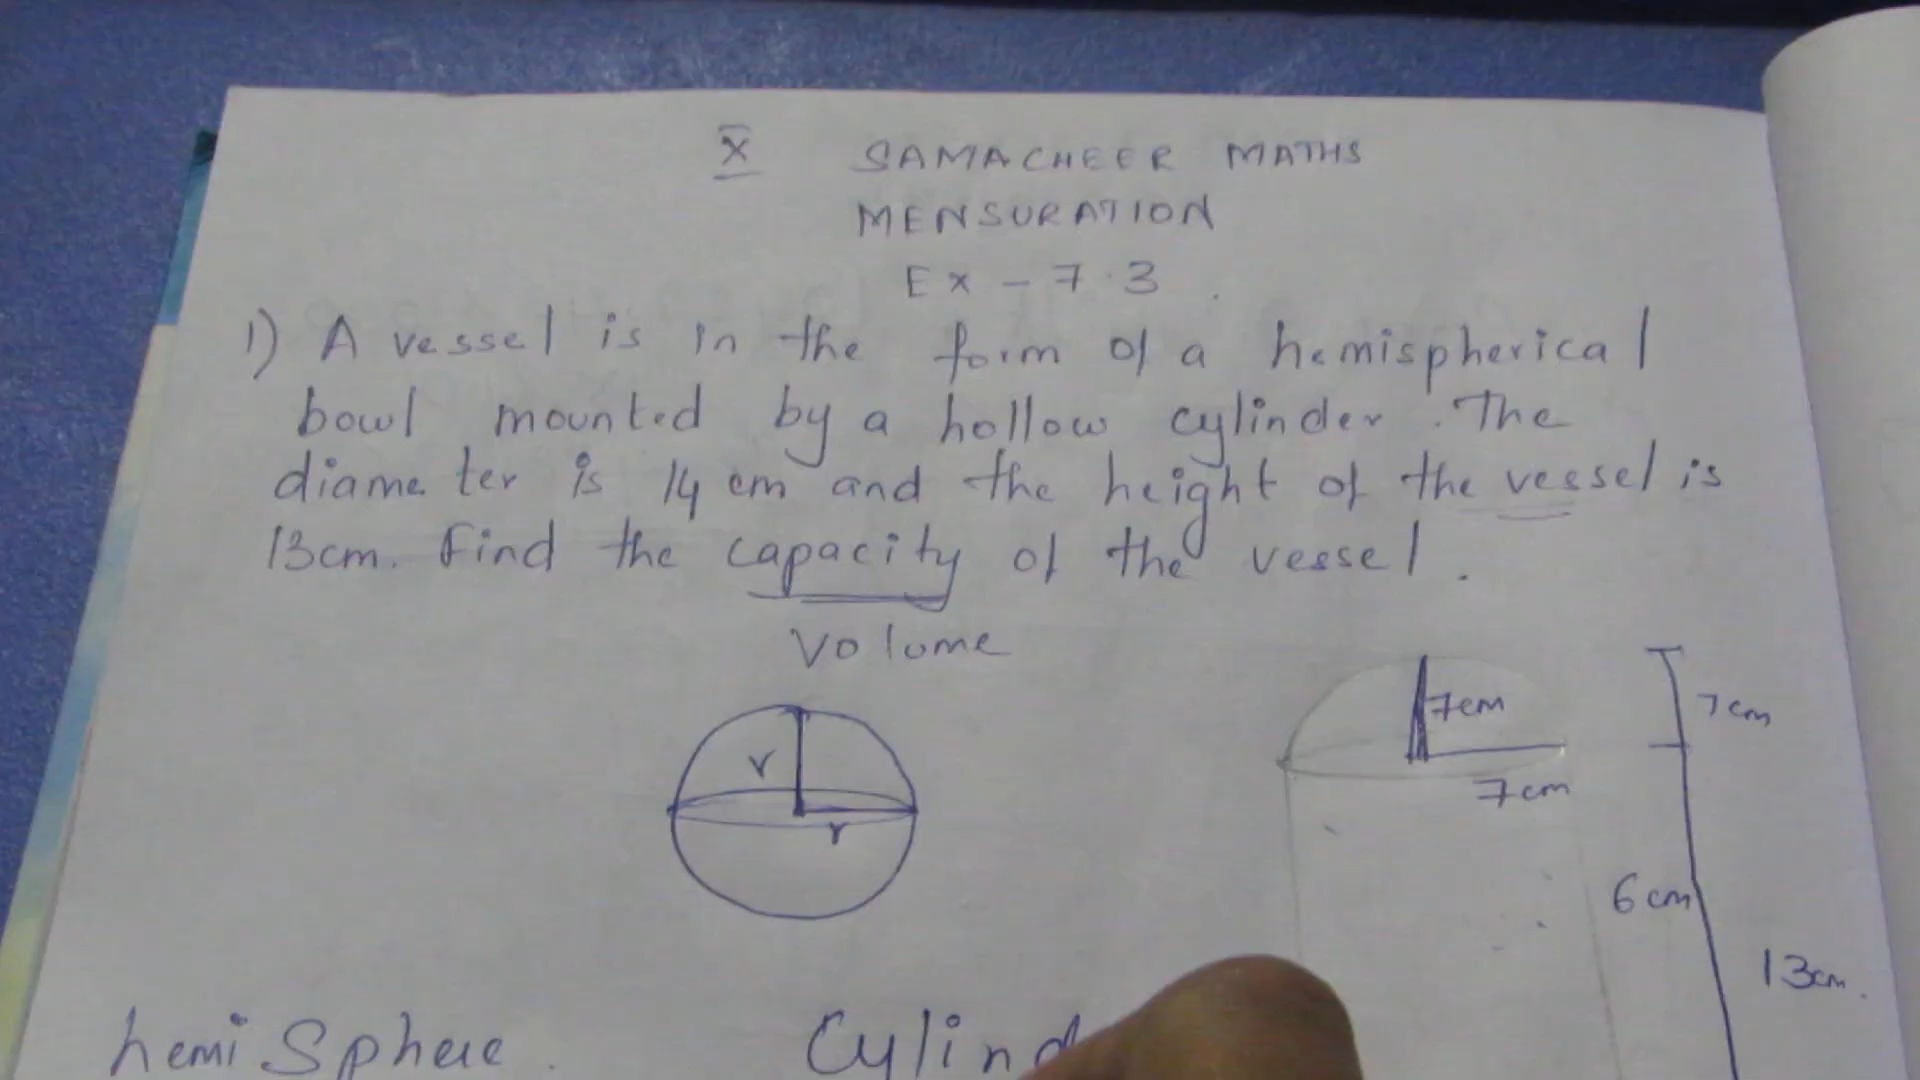 X SAMACHEER MATHS
MENSURATION
Ex - 7.3
1) A vessel is in the form of a hemispherical
bowl mounted by a hollow cylinder. The
diameter is 14 cm and the height of the vessel is
13cm. Find the capacity of the vessel.
Volume
r
r
7cm
7cm
7cm
6cm
13cm.
hemi Sphere.